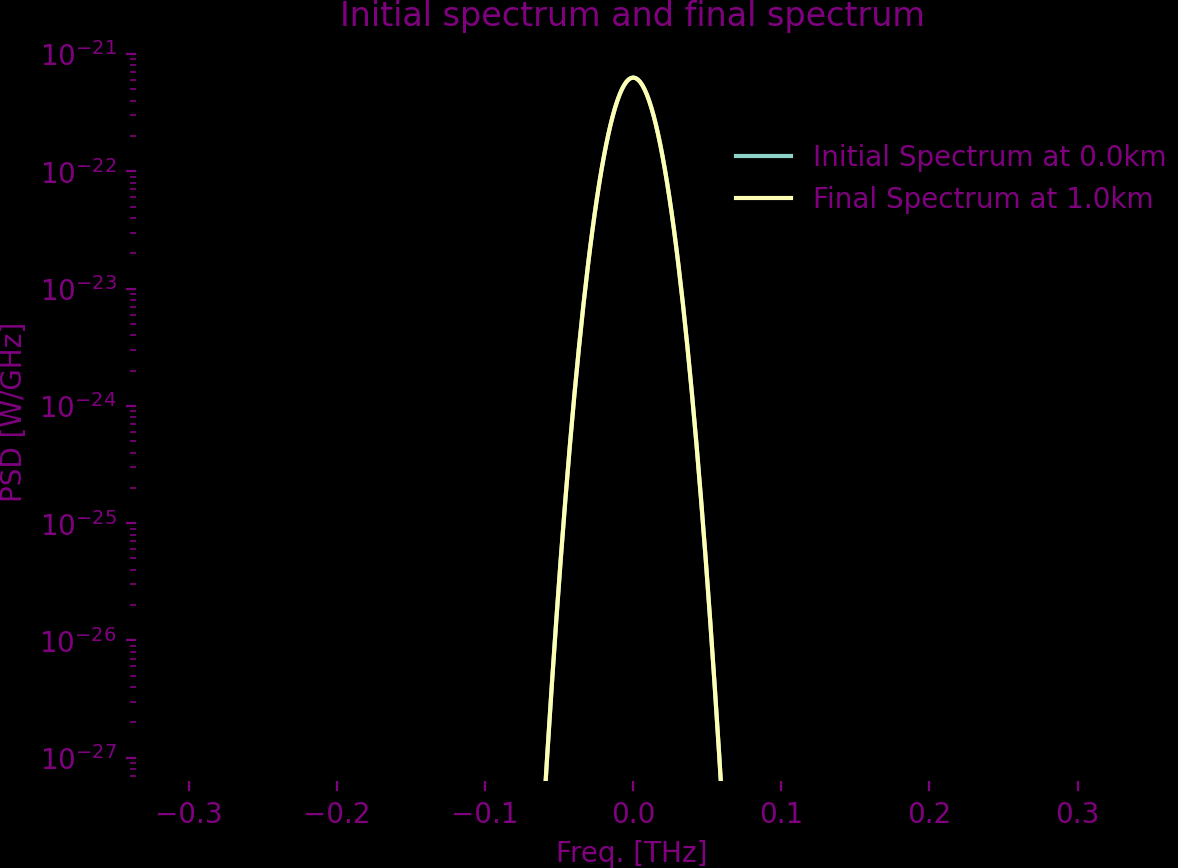 Initial spectrum and final spectrum
10⁻²¹
10⁻²²
10⁻²³
10⁻²⁴
10⁻²⁵
10⁻²⁶
10⁻²⁷
PSD [W/GHz]
Initial Spectrum at 0.0km
Final Spectrum at 1.0km
−0.3 −0.2 −0.1 0.0 0.1 0.2 0.3
Freq. [THz]